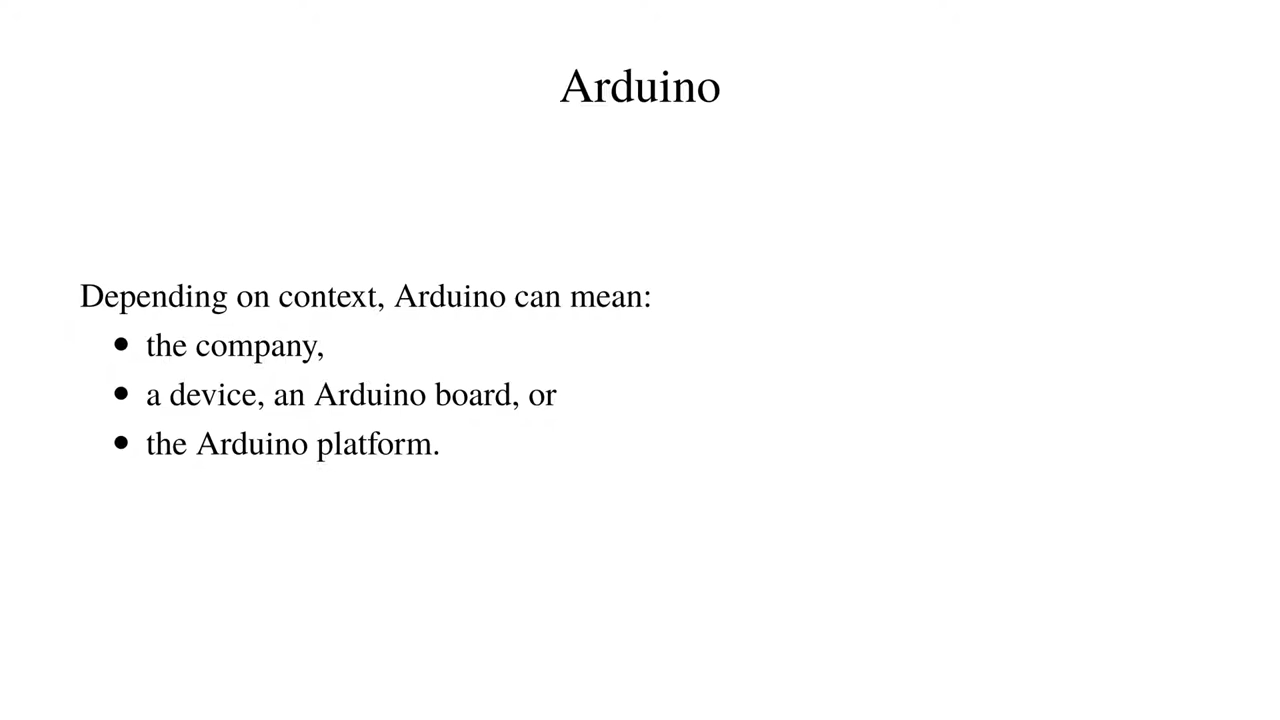 Arduino
Depending on context, Arduino can mean:
• the company,
• a device, an Arduino board, or
• the Arduino platform.